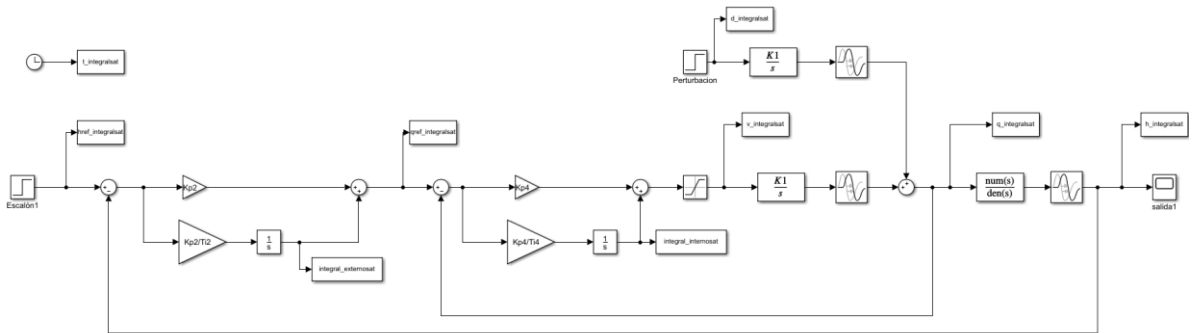 d_integralsat
t_integralsat
K1
s
Perturbacion
href_integralsat
qref_integralsat
v_integralsat
q_integralsat
h_integralsat
Escalón1
+
−
Kp2
+
+
+
−
Kp4
+
+
K1
s
+
+
num(s)
den(s)
salida1
Kp2/Ti2
1
s
integral_externosat
Kp4/Ti4
1
s
integral_internosat